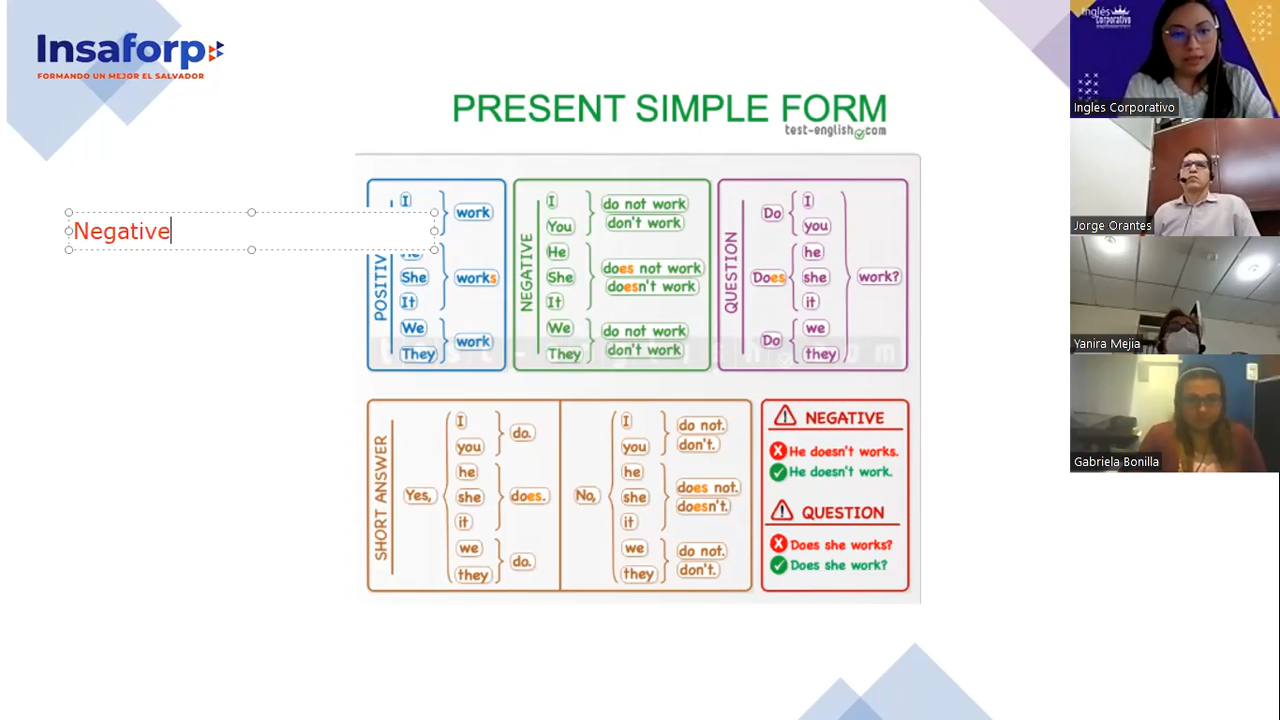 Insaforp
FORMANDO UN MEJOR EL SALVADOR
PRESENT SIMPLE FORM
test-english.com
Negative
POSITIV
I
He
She
It
We
They
work
works
work
NEGATIVE
I
You
He
She
It
We
They
do not work
don't work
does not work
doesn't work
do not work
don't work
QUESTION
Do
Does
Do
I
you
he
she
it
we
they
work?
SHORT ANSWER
Yes,
I
you
he
she
it
we
they
do.
does.
do.
No,
I
you
he
she
it
we
they
do not.
don't.
does not.
doesn't.
do not.
don't.
NEGATIVE
He doesn't works.
He doesn't work.
QUESTION
Does she works?
Does she work?
Inglés
Corporativo
Ingles Corporativo
Jorge Orantes
Yanira Mejia
Gabriela Bonilla